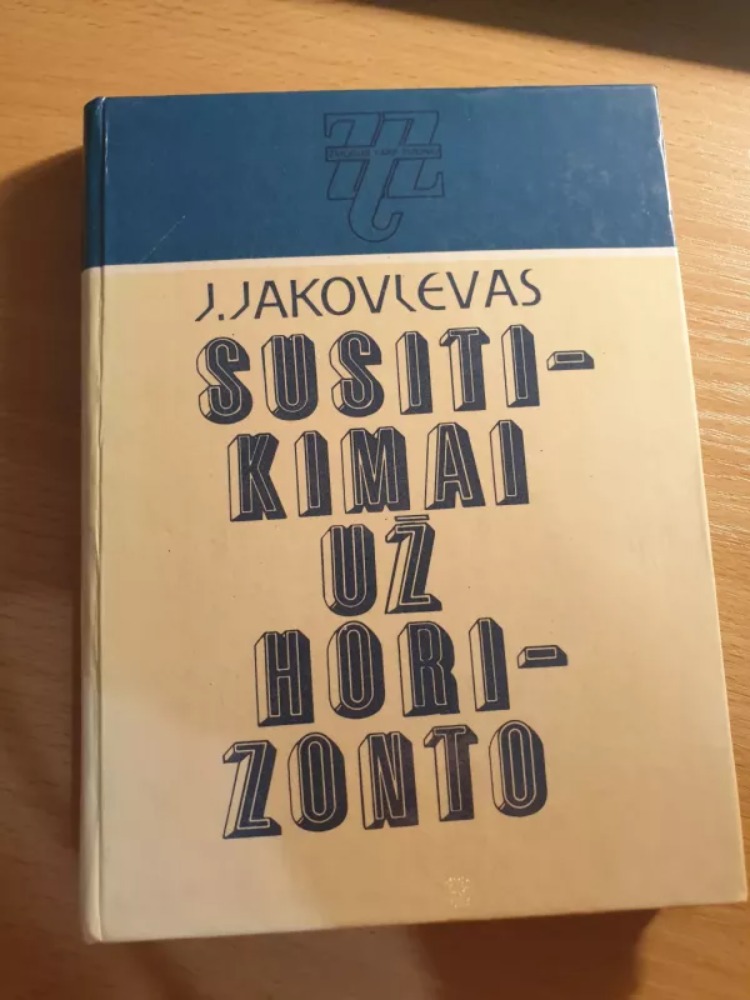 J. JAKOVLEVAS
SUSITI-
KIMAI
UŽ
HORI-
ZONTO